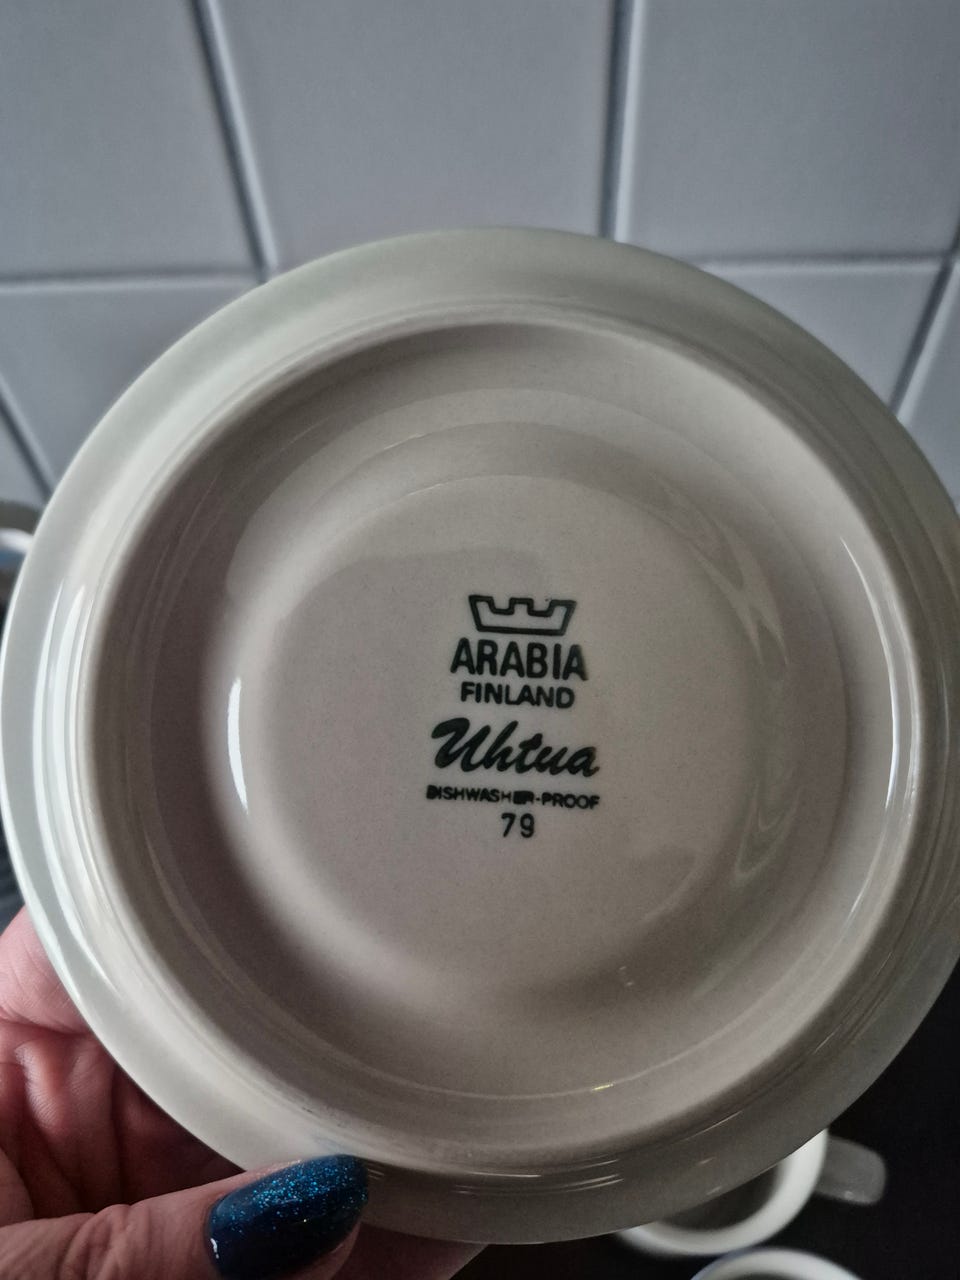 ARABIA
FINLAND
Uhtua
DISHWASHER-PROOF
79